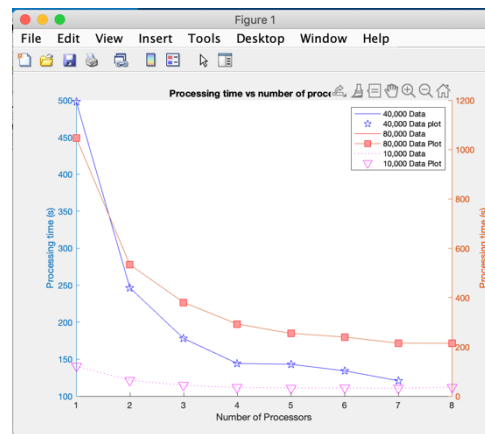 Figure 1
File Edit View Insert Tools Desktop Window Help
Processing time vs number of proce
40,000 Data
40,000 Data plot
80,000 Data
80,000 Data Plot
10,000 Data
10,000 Data Plot
500
450
400
350
300
250
200
150
100
Processing time (s)
1200
1000
800
600
400
200
0
Processing time (s)
1 2 3 4 5 6 7 8
Number of Processors